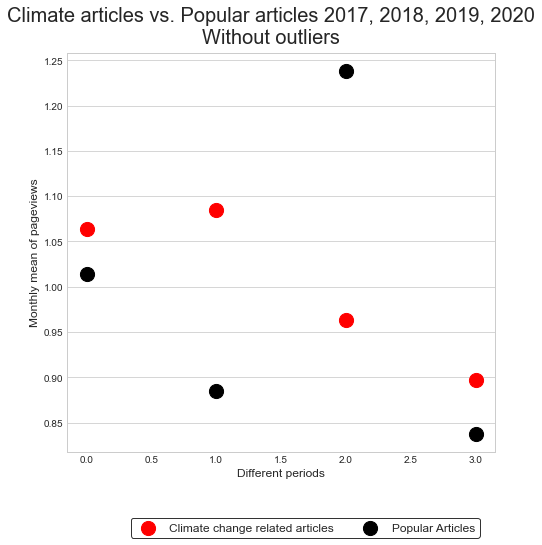 Climate articles vs. Popular articles 2017, 2018, 2019, 2020
Without outliers
1.25
1.20
1.15
1.10
1.05
1.00
0.95
0.90
0.85
Monthly mean of pageviews
0.0 0.5 1.0 1.5 2.0 2.5 3.0
Different periods
Climate change related articles Popular Articles